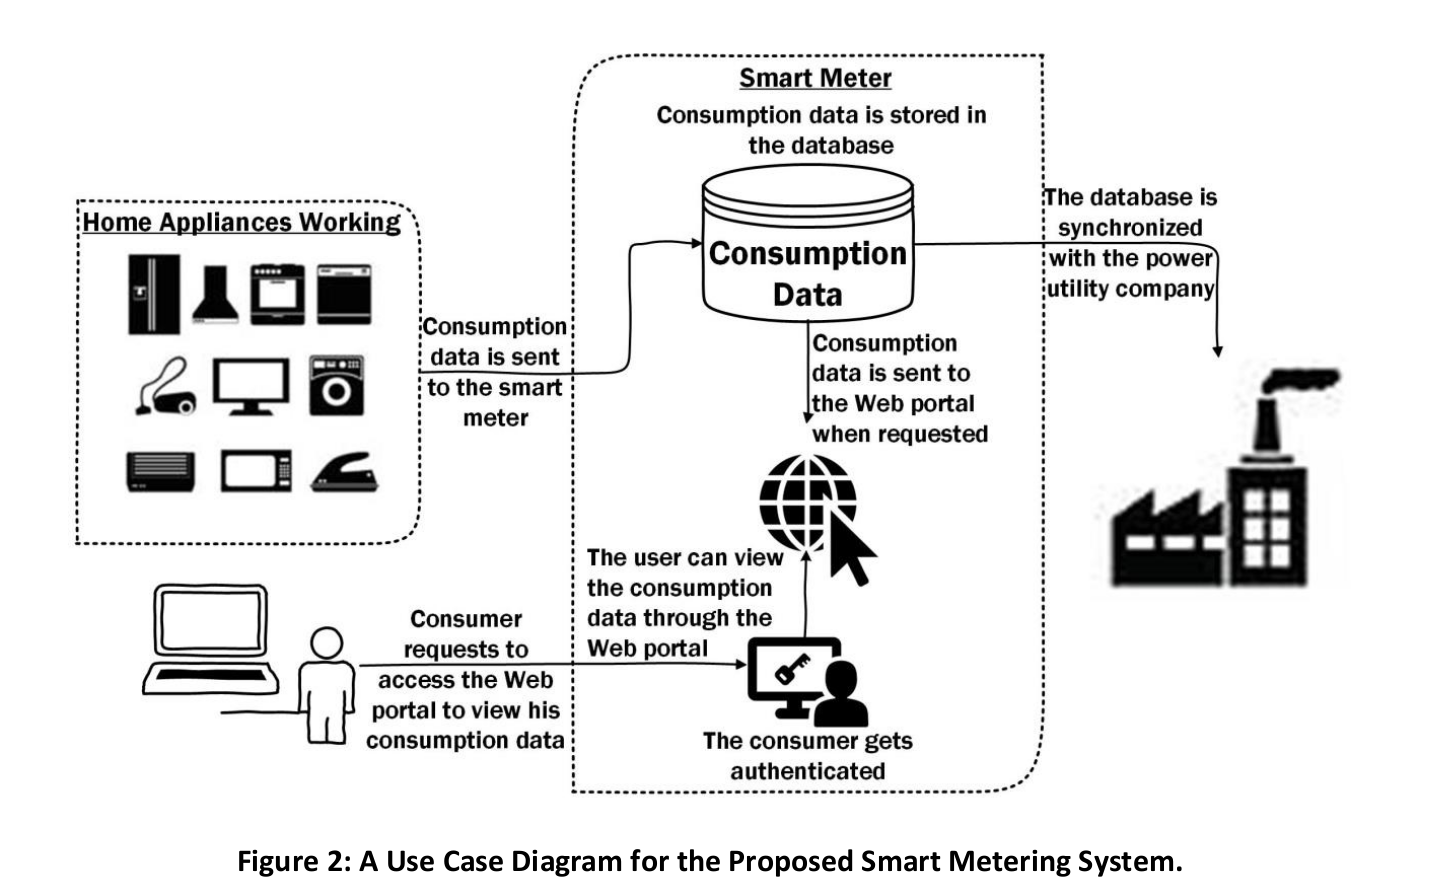 Smart Meter
Consumption data is stored in
the database
Home Appliances Working
Consumption
Data
The database is
synchronized
with the power
utility company
Consumption
data is sent
to the smart
meter
Consumption
data is sent to
the Web portal
when requested
The user can view
the consumption
data through the
Web portal
Consumer
requests to
access the Web
portal to view his
consumption data
The consumer gets
authenticated
Figure 2: A Use Case Diagram for the Proposed Smart Metering System.